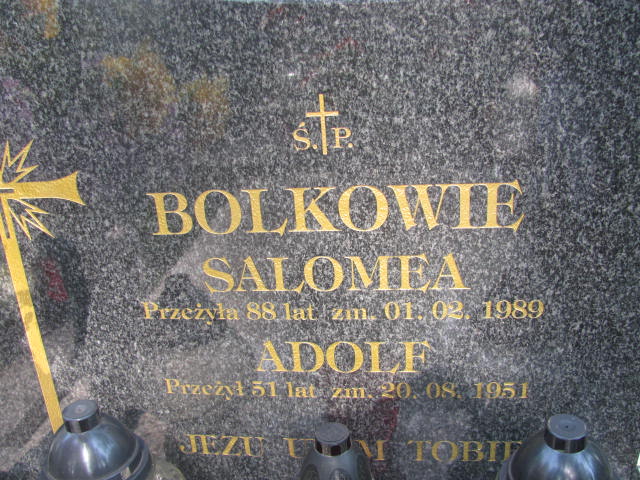 Ś. P.
BOLKOWIE
SALOMEA
Przeżyła 88 lat zm. 01. 02. 1989
ADOLF
Przeżył 51 lat zm. 20. 08. 1951
JEZU TOBIE